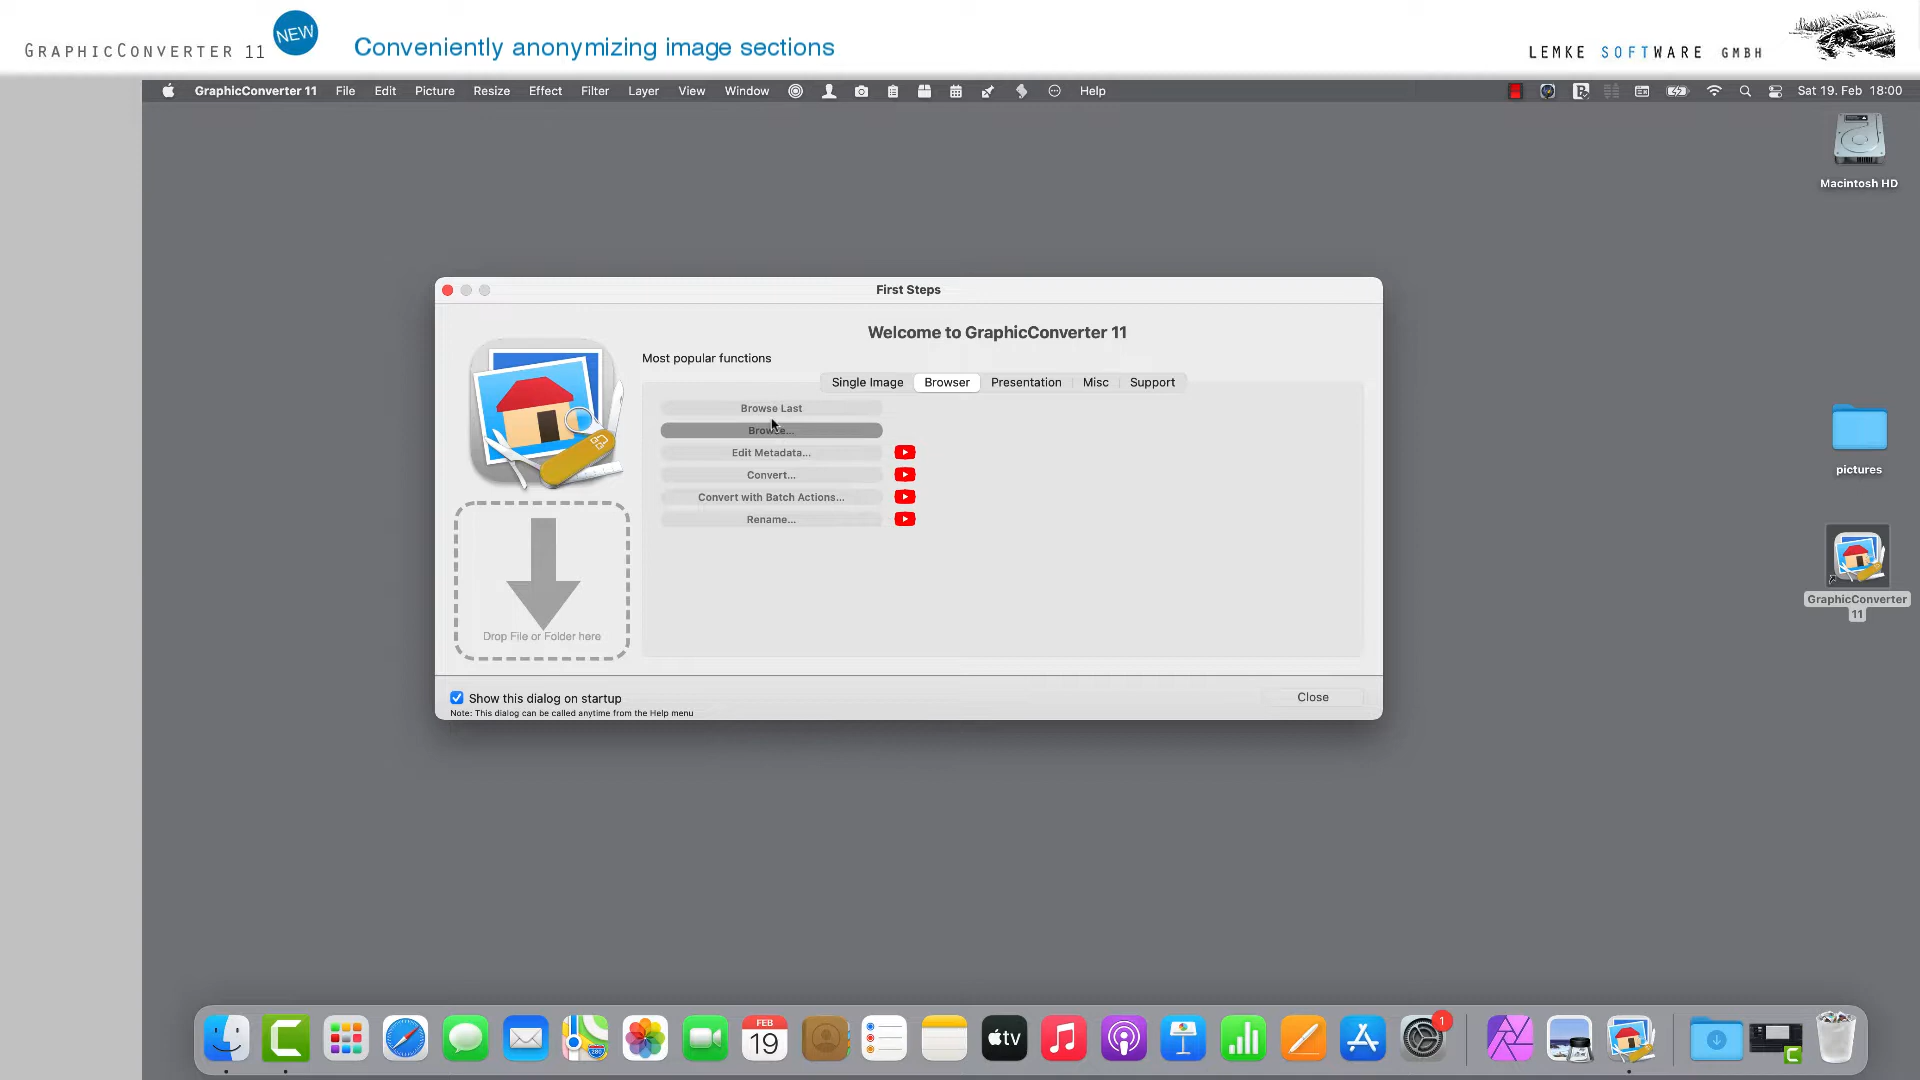 GRAPHICCONVERTER 11
NEW
Conveniently anonymizing image sections
LEMKE SOFTWARE GMBH
GraphicConverter 11 File Edit Picture Resize Effect Filter Layer View Window Help
Sat 19. Feb 18:00
Macintosh HD
First Steps
Welcome to GraphicConverter 11
Most popular functions
Single Image Browser Presentation Misc Support
Browse Last
Browse...
Edit Metadata...
Convert...
Convert with Batch Actions...
Rename...
Drop File or Folder here
pictures
GraphicConverter
11
Show this dialog on startup
Note: This dialog can be called anytime from the Help menu
Close
FEB
19
tv
1
280